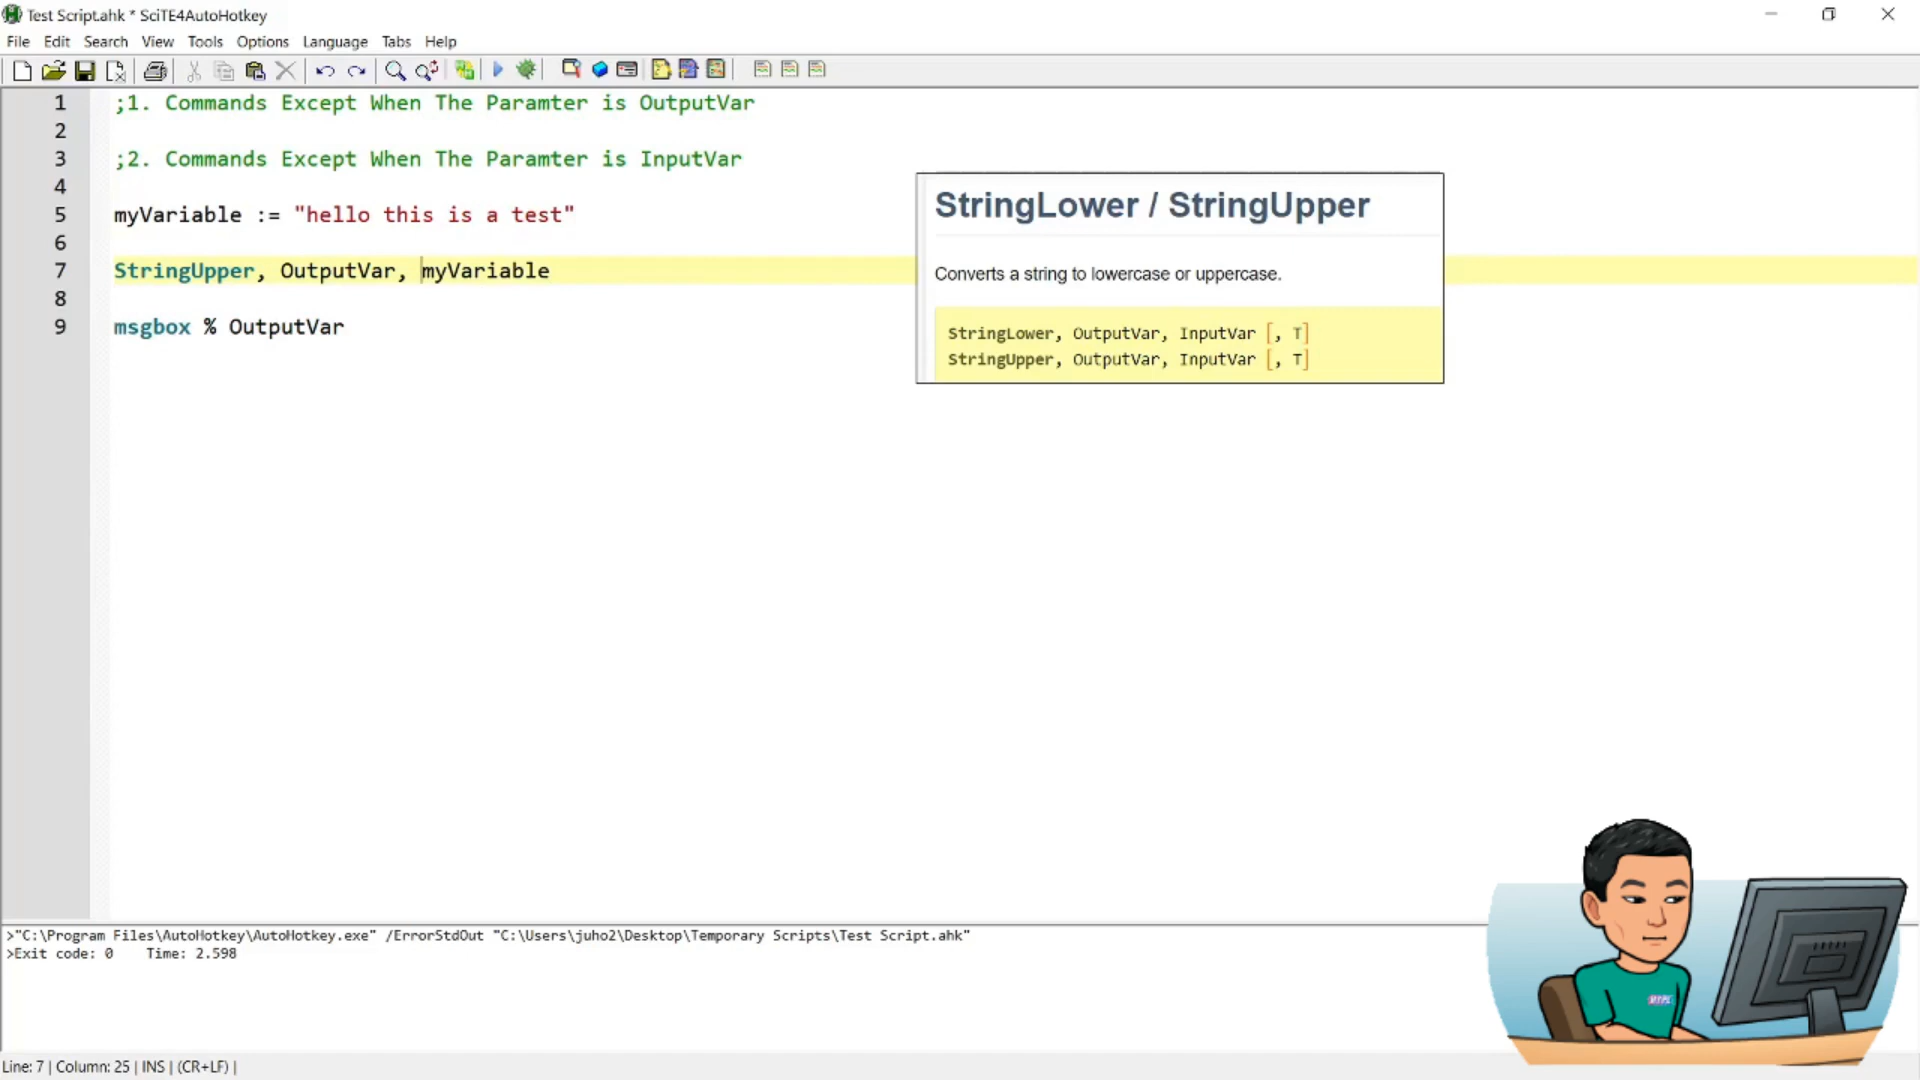 Test Script.ahk * SciTE4AutoHotkey
File Edit Search View Tools Options Language Tabs Help
1 ;1. Commands Except When The Paramter is OutputVar
2
3 ;2. Commands Except When The Paramter is InputVar
4
5 myVariable := "hello this is a test"
6
7 StringUpper, OutputVar, myVariable
8
9 msgbox % OutputVar
StringLower / StringUpper
Converts a string to lowercase or uppercase.
StringLower, OutputVar, InputVar [, T]
StringUpper, OutputVar, InputVar [, T]
>"C:\Program Files\AutoHotkey\AutoHotkey.exe" /ErrorStdOut "C:\Users\juho2\Desktop\Temporary Scripts\Test Script.ahk"
>Exit code: 0 Time: 2.598
Line: 7 | Column: 25 | INS | (CR+LF) |